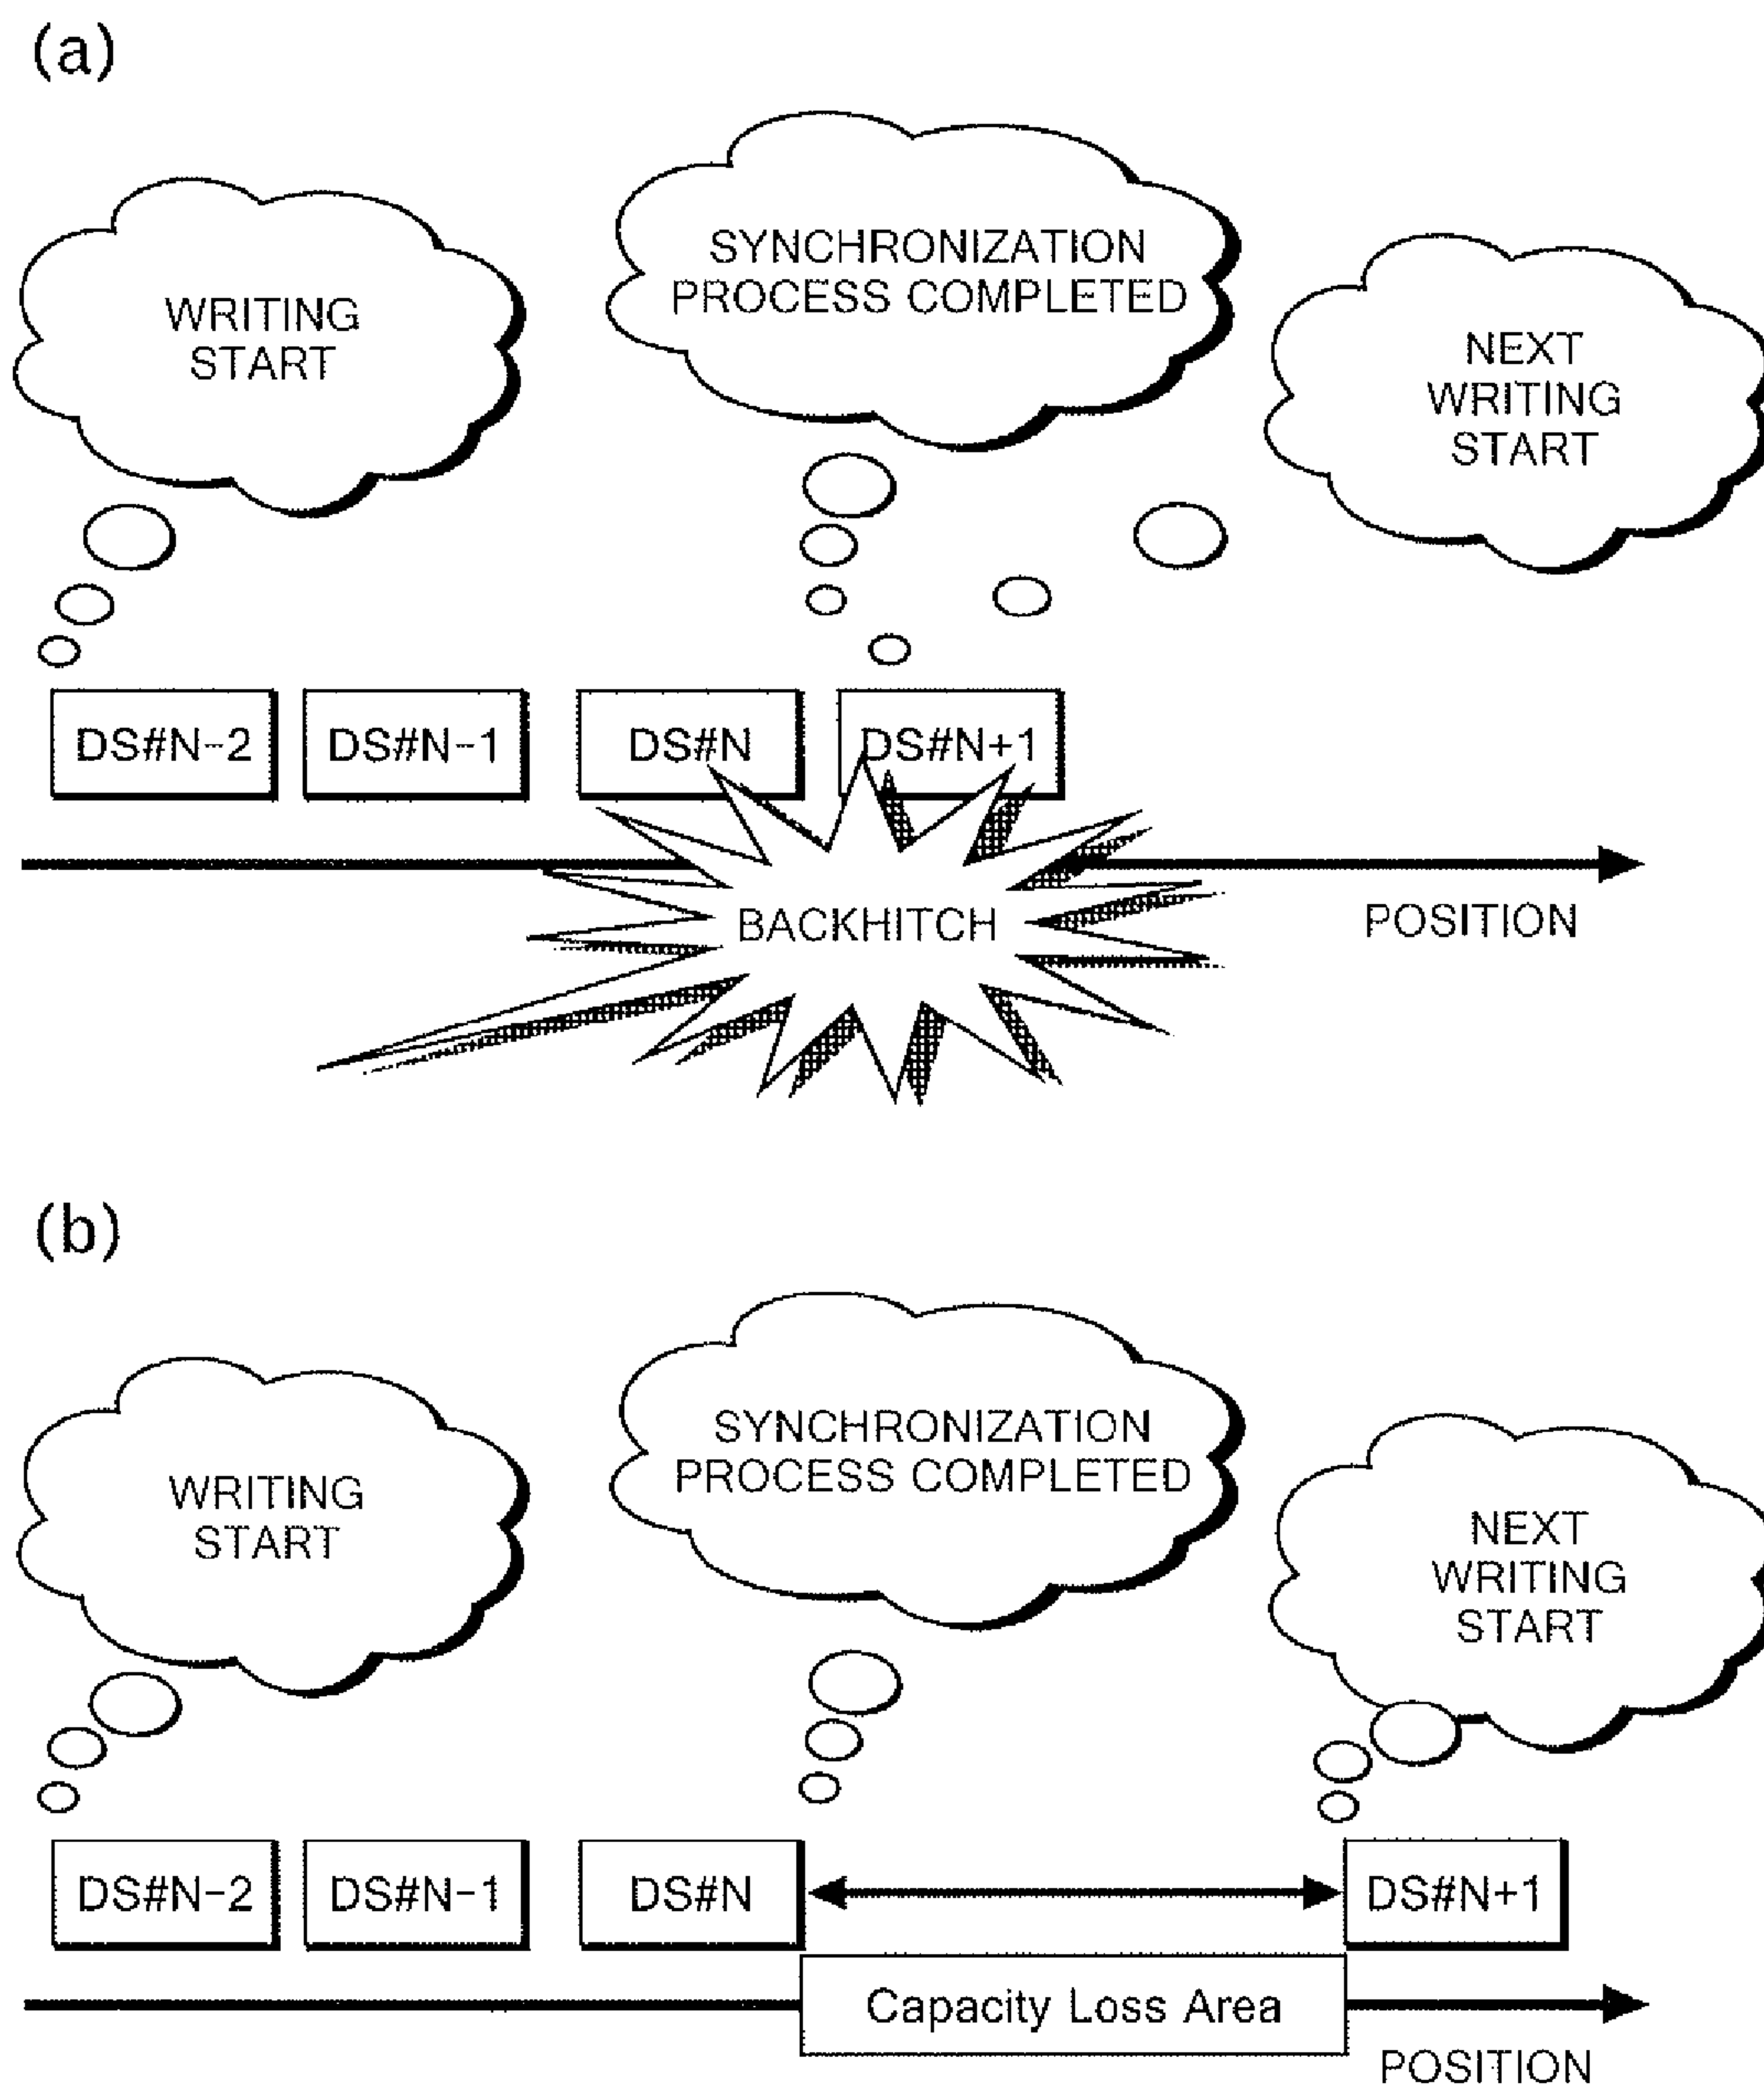 (a)
WRITING
START
SYNCHRONIZATION
PROCESS COMPLETED
NEXT
WRITING
START
DS#N-2
DS#N-1
DS#N
DS#N+1
BACKHITCH
POSITION
(b)
WRITING
START
SYNCHRONIZATION
PROCESS COMPLETED
NEXT
WRITING
START
DS#N-2
DS#N-1
DS#N
DS#N+1
Capacity Loss Area
POSITION